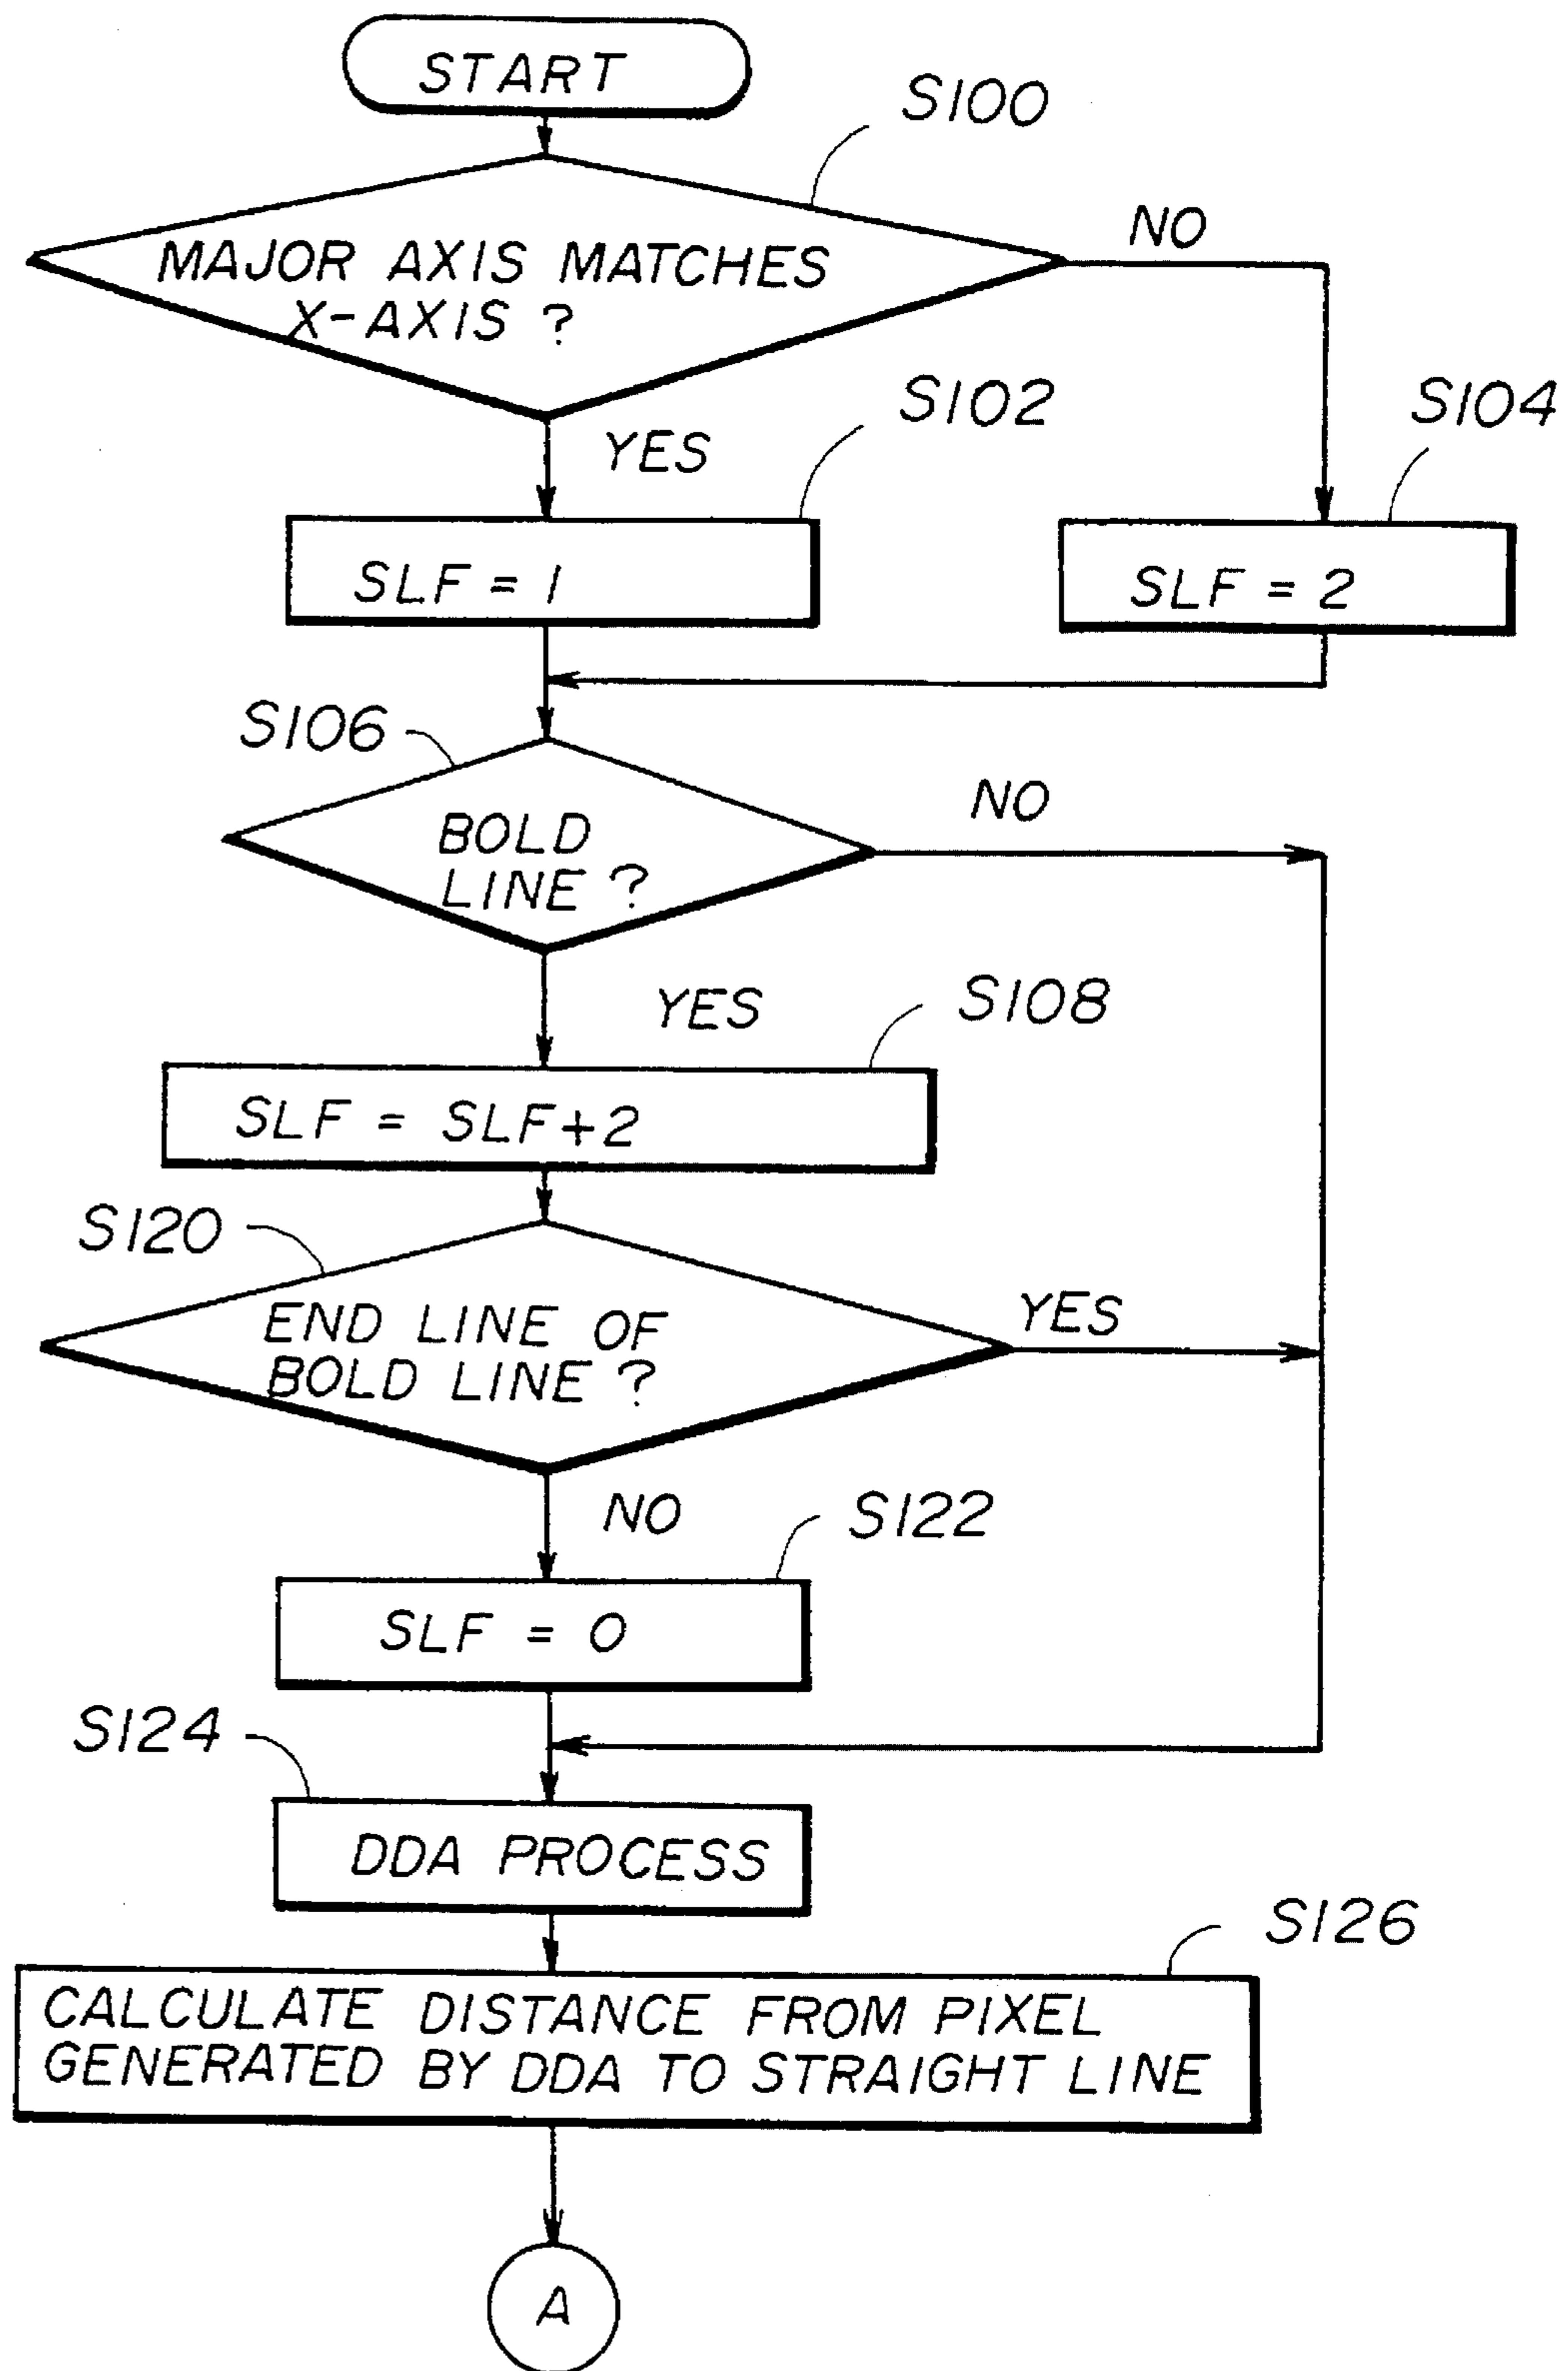 START
S100
MAJOR AXIS MATCHES
X-AXIS ?
NO
YES
S102
S104
SLF = 1
SLF = 2
S106
BOLD
LINE ?
NO
YES
S108
SLF = SLF+2
S120
END LINE OF
BOLD LINE ?
YES
NO
S122
SLF = 0
S124
DDA PROCESS
S126
CALCULATE DISTANCE FROM PIXEL
GENERATED BY DDA TO STRAIGHT LINE
A